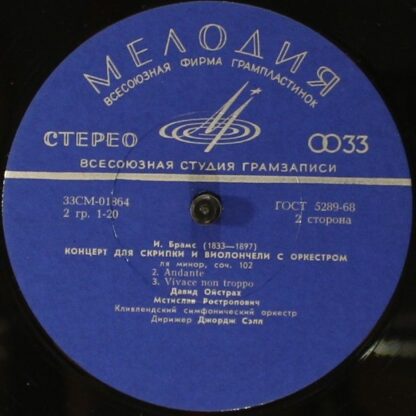 МЕЛОДИЯ
ВСЕСОЮЗНАЯ ФИРМА ГРАМПЛАСТИНОК
СТЕРЕО 33
ВСЕСОЮЗНАЯ СТУДИЯ ГРАМЗАПИСИ
33СМ-01864 ГОСТ 5289-68
2 гр. 1-20 2 сторона
И. Брамс (1833—1897)
КОНЦЕРТ ДЛЯ СКРИПКИ И ВИОЛОНЧЕЛИ С ОРКЕСТРОМ
ля минор, соч. 102
2. Andante
3. Vivace non troppo
Давид Ойстрах
Мстислав Ростропович
Кливлендский симфонический оркестр
Дирижер Джордж Сэлл